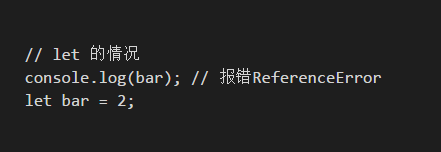 // let 的情况
console.log(bar); // 报错ReferenceError
let bar = 2;